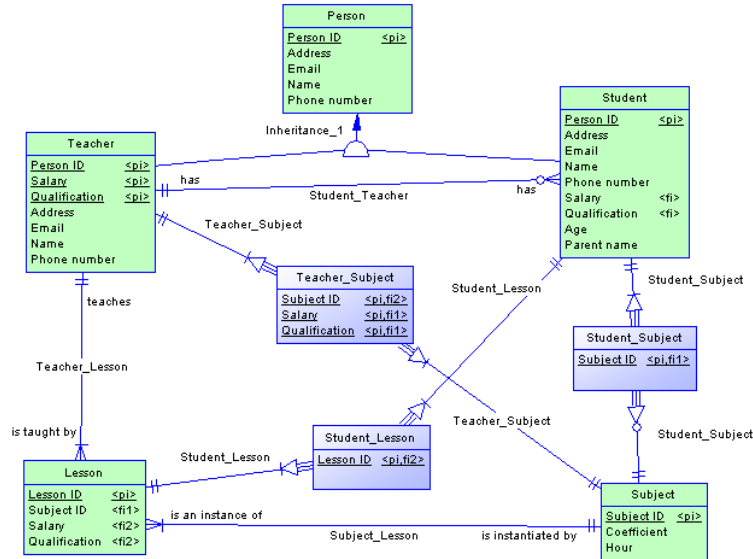 Person
Person ID <pi>
Address
Email
Name
Phone number
Inheritance_1
Student
Person ID <pi>
Address
Email
Name
Phone number
Salary <fi>
Qualification <fi>
Age
Parent name
Teacher
Person ID <pi>
Salary <pi>
Qualification <pi>
Address
Email
Name
Phone number
has
has
Student_Teacher
Teacher_Subject
Teacher_Subject
Subject ID <pi,fi2>
Salary <pi,fi1>
Qualification <pi,fi1>
Student_Lesson
Student_Subject
Student_Subject
Subject ID <pi,fi1>
teaches
Teacher_Lesson
is taught by
Teacher_Subject
Student_Subject
Student_Lesson
Student_Lesson
Lesson ID <pi,fi2>
Lesson
Lesson ID <pi>
Subject ID <fi1>
Salary <fi2>
Qualification <fi2>
is an instance of
Subject_Lesson
is instantiated by
Subject
Subject ID <pi>
Coefficient
Hour